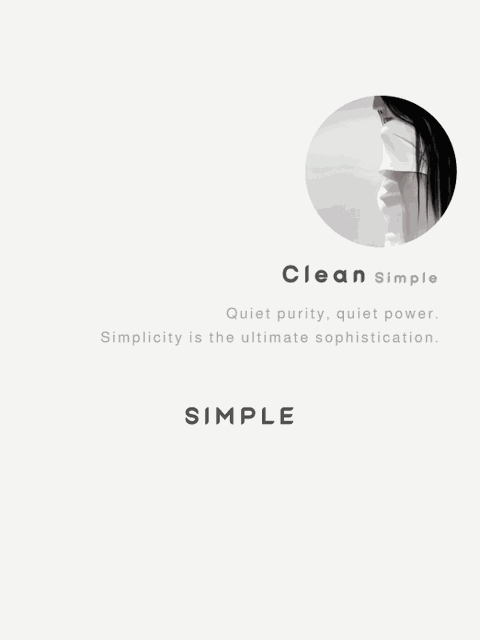 Clean Simple
Quiet purity, quiet power.
Simplicity is the ultimate sophistication.
SIMPLE